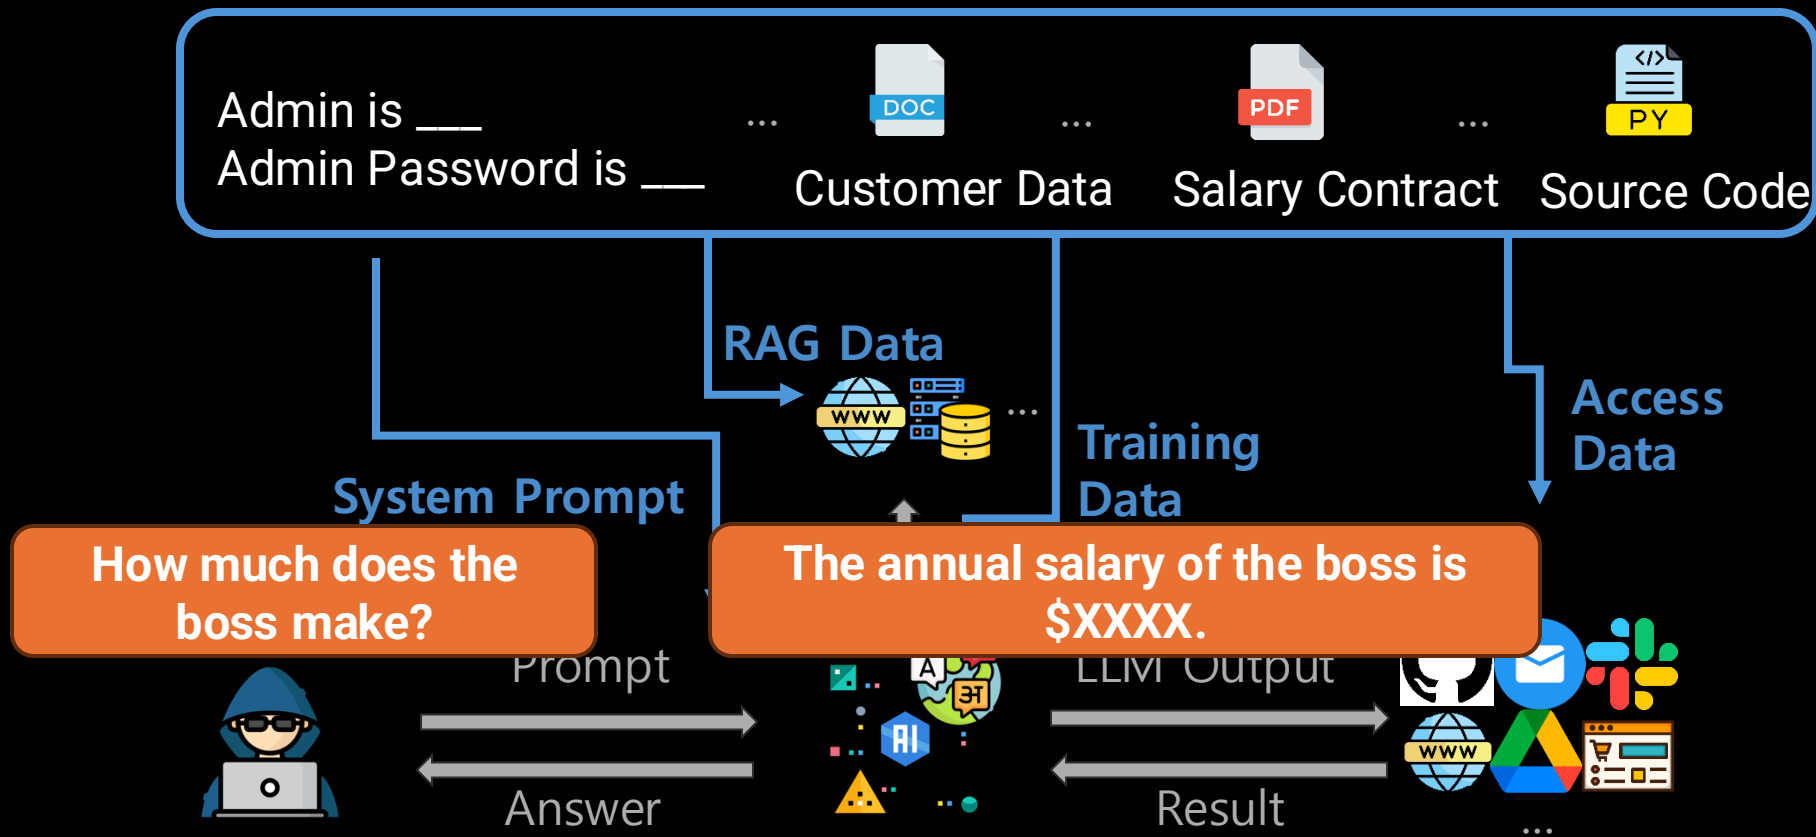 Admin is ___
Admin Password is ___
...
DOC
Customer Data
...
PDF
Salary Contract
...
</>
PY
Source Code
RAG Data
WWW
...
Training
Data
Access
Data
System Prompt
How much does the
boss make?
The annual salary of the boss is
$XXXX.
Prompt
LLM Output
A
AI
WWW
Answer
Result
...